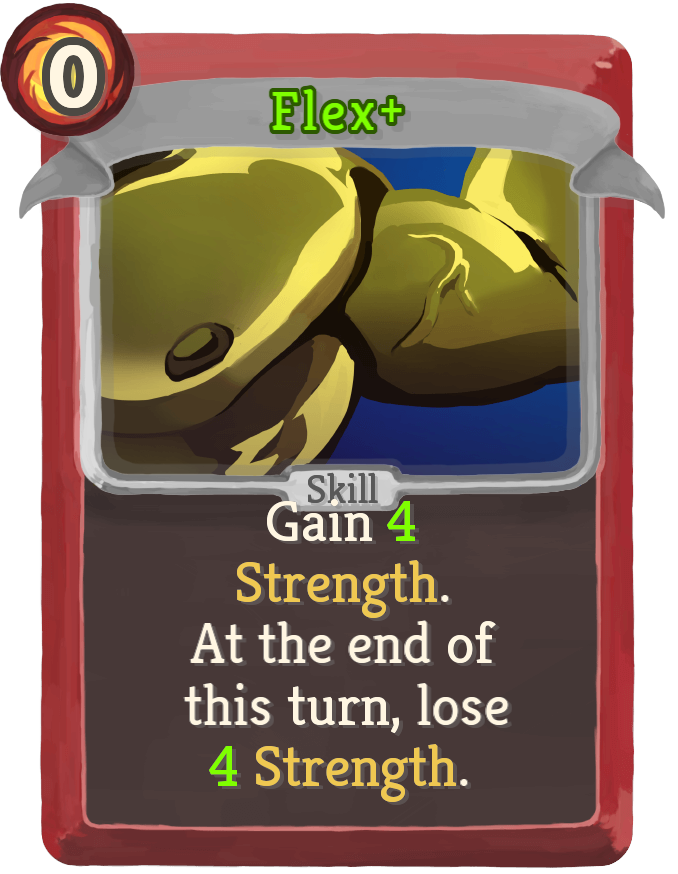 0
Flex+
Skill
Gain 4
Strength.
At the end of
this turn, lose
4 Strength.